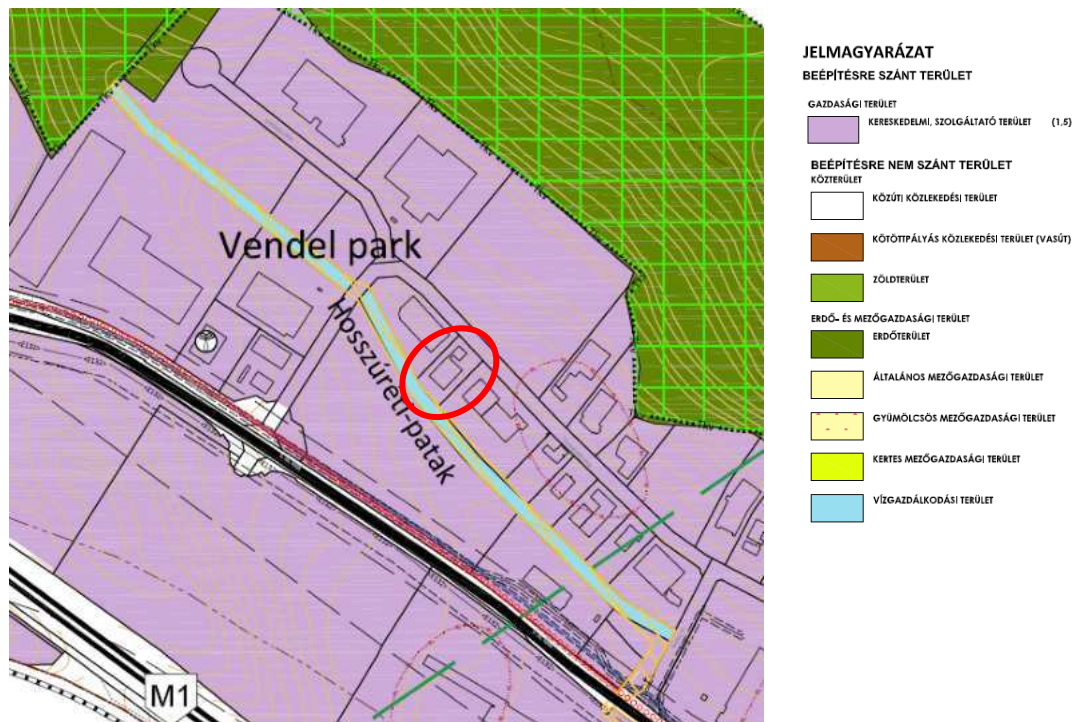 Vendel park
Hosszúréti-patak
M1
JELMAGYARÁZAT
BEÉPÍTÉSRE SZÁNT TERÜLET
GAZDASÁGI TERÜLET
KERESKEDELMI, SZOLGÁLTATÓ TERÜLET (1,5)
BEÉPÍTÉSRE NEM SZÁNT TERÜLET
KÖZTERÜLET
KÖZÚTI KÖZLEKEDÉSI TERÜLET
KÖTÖTTPÁLYÁS KÖZLEKEDÉSI TERÜLET (VASÚT)
ZÖLDTERÜLET
ERDŐ- ÉS MEZŐGAZDASÁGI TERÜLET
ERDŐTERÜLET
ÁLTALÁNOS MEZŐGAZDASÁGI TERÜLET
GYÜMÖLCSÖS MEZŐGAZDASÁGI TERÜLET
KERTES MEZŐGAZDASÁGI TERÜLET
VÍZGAZDÁLKODÁSI TERÜLET